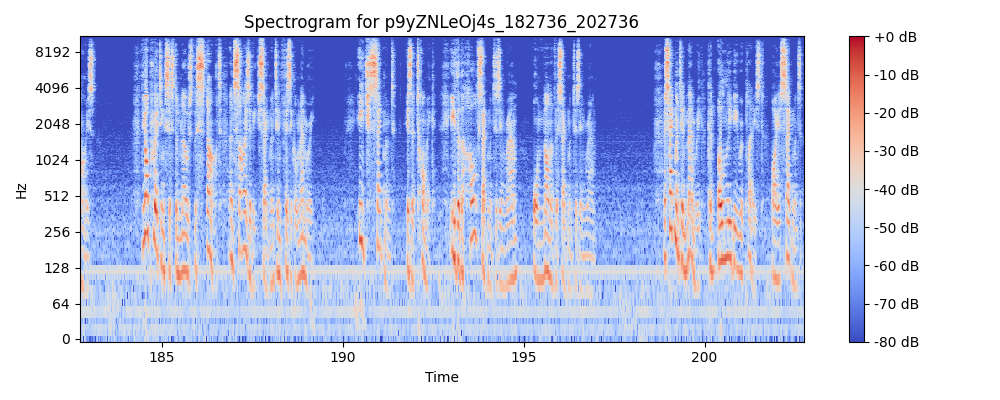 Spectrogram for p9yZNLeOj4s_182736_202736
8192
4096
2048
1024
512
256
128
64
0
Hz
185
190
195
200
Time
+0 dB
-10 dB
-20 dB
-30 dB
-40 dB
-50 dB
-60 dB
-70 dB
-80 dB